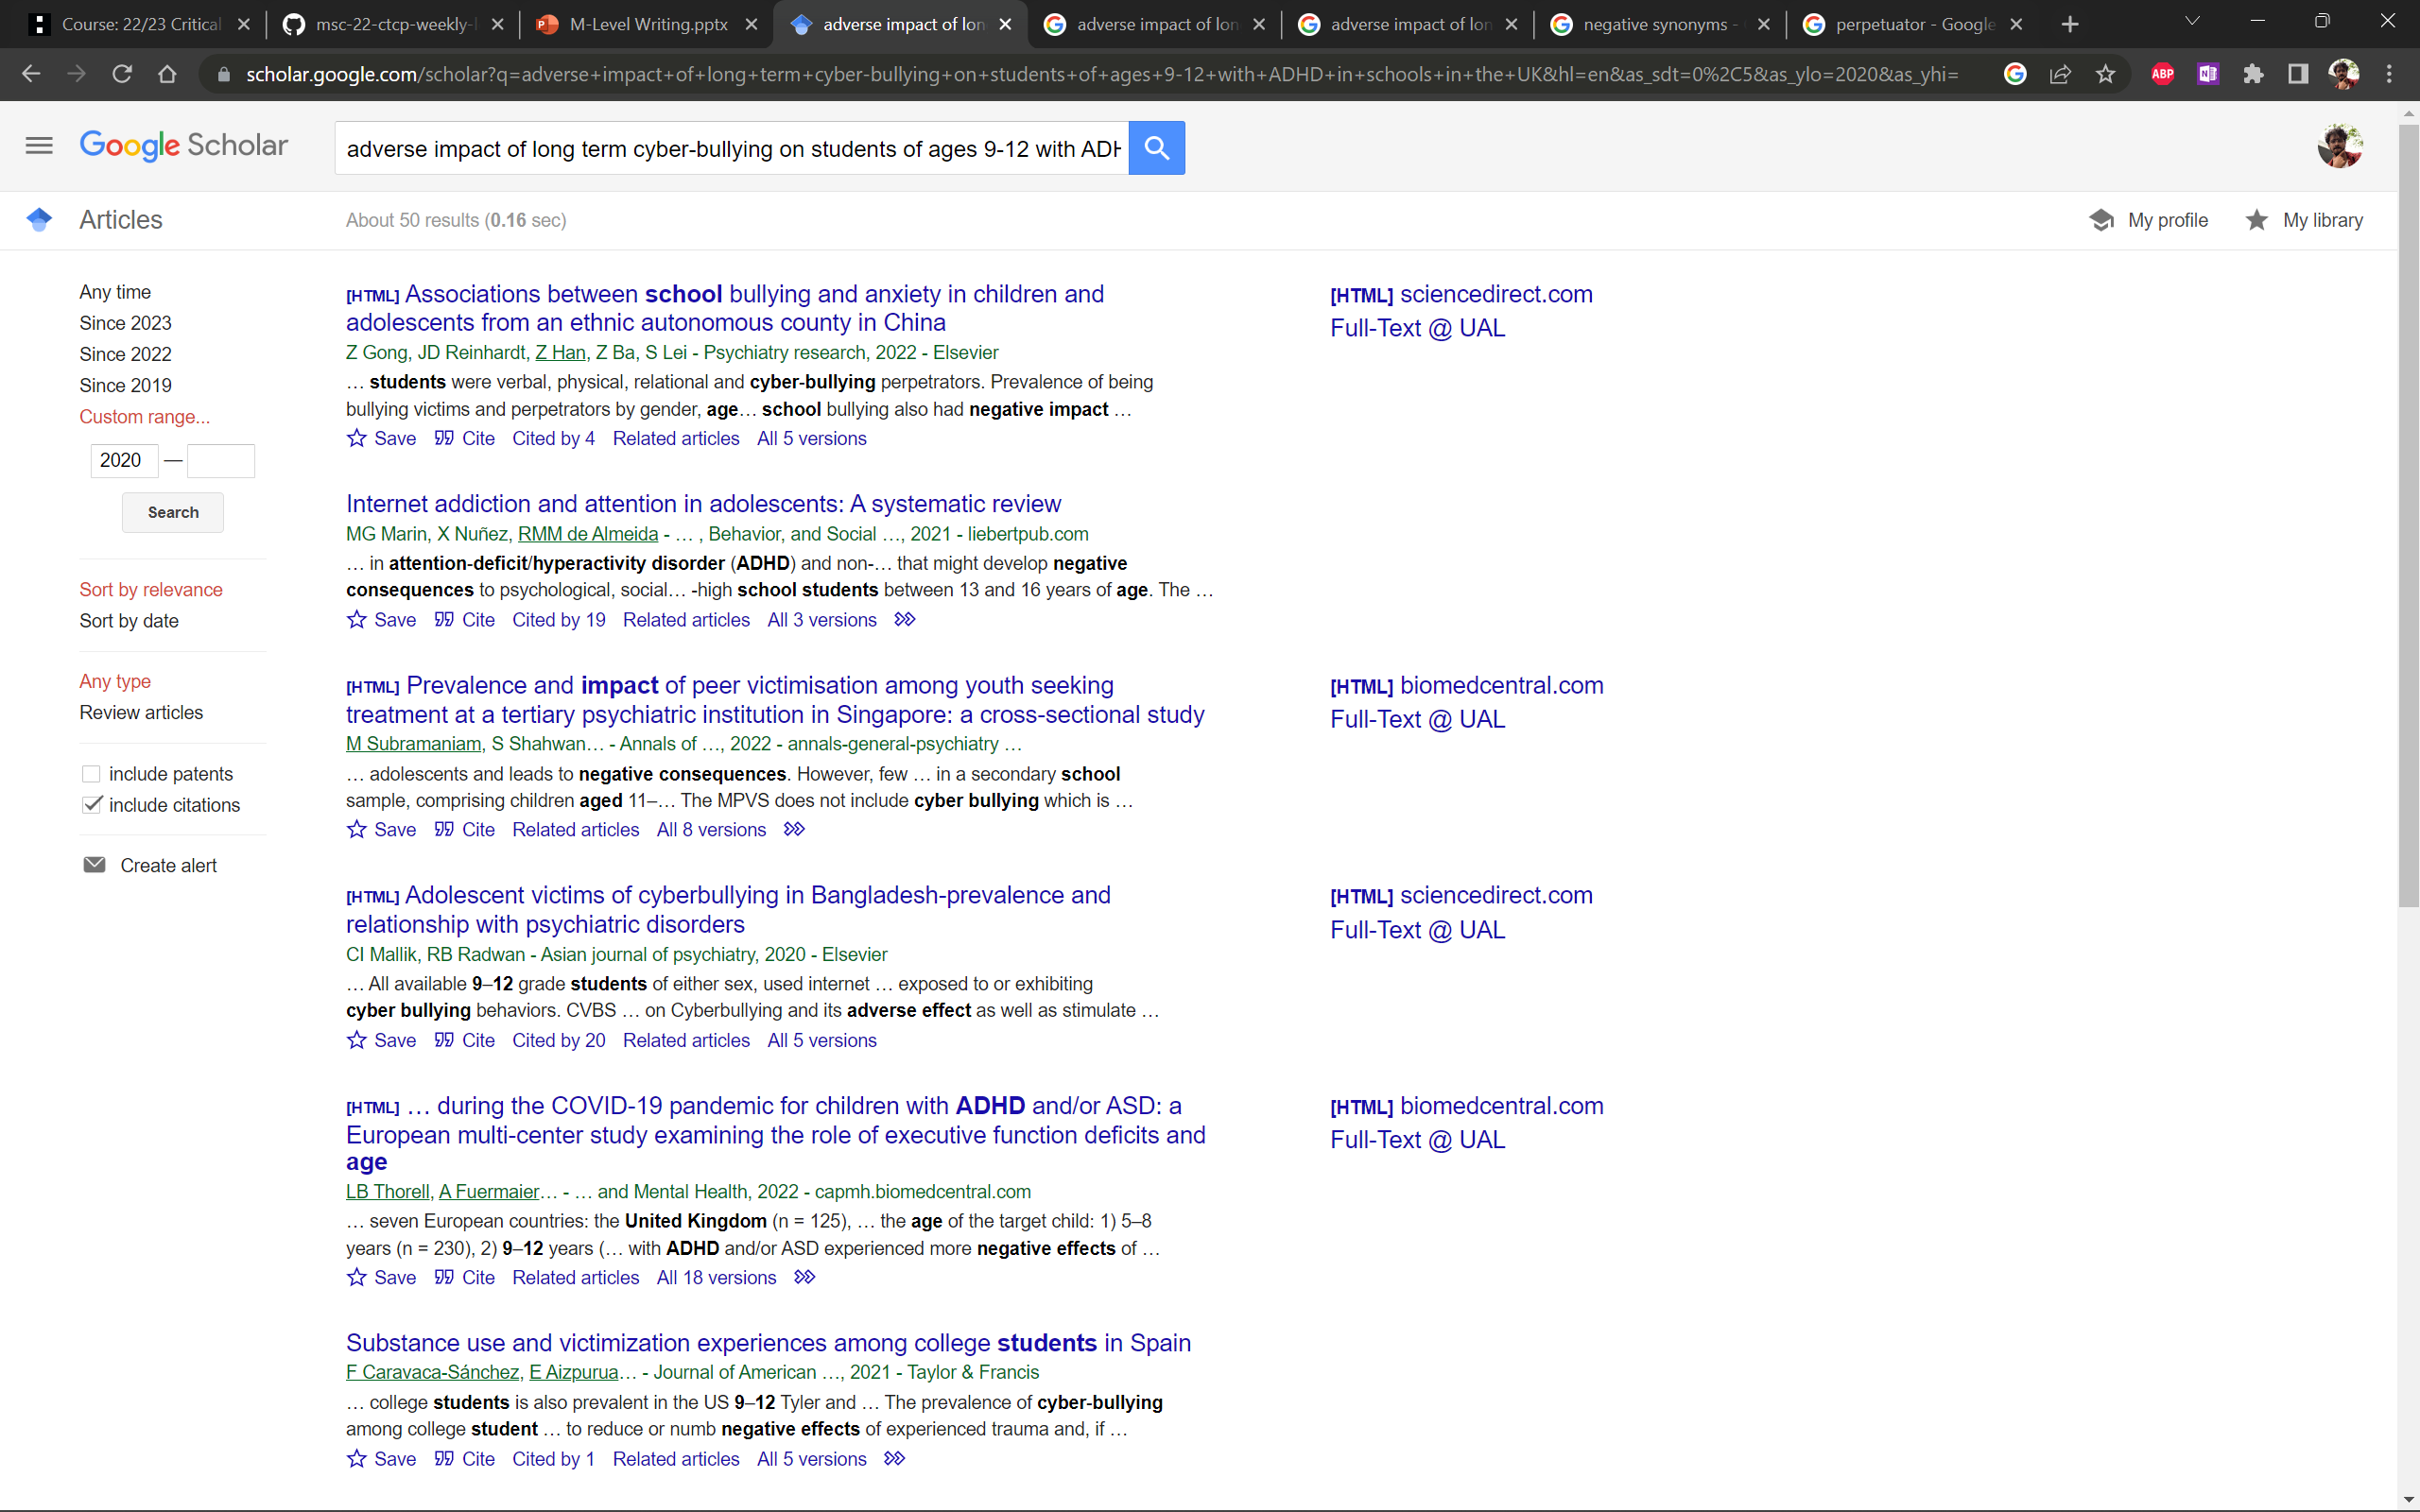 Course: 22/23 Critical
msc-22-ctcp-weekly-l
M-Level Writing.pptx
adverse impact of lon
adverse impact of lon
adverse impact of lon
negative synonyms -
perpetuator - Google
scholar.google.com/scholar?q=adverse+impact+of+long+term+cyber-bullying+on+students+of+ages+9-12+with+ADHD+in+schools+in+the+UK&hl=en&as_sdt=0%2C5&as_ylo=2020&as_yhi=
ABP
Google Scholar
adverse impact of long term cyber-bullying on students of ages 9-12 with ADH
Articles
About 50 results (0.16 sec)
My profile
My library
Any time
Since 2023
Since 2022
Since 2019
Custom range...
2020 —
Search
Sort by relevance
Sort by date
Any type
Review articles
include patents
include citations
Create alert
[HTML] Associations between school bullying and anxiety in children and
adolescents from an ethnic autonomous county in China
Z Gong, JD Reinhardt, Z Han, Z Ba, S Lei - Psychiatry research, 2022 - Elsevier
… students were verbal, physical, relational and cyber-bullying perpetrators. Prevalence of being
bullying victims and perpetrators by gender, age… school bullying also had negative impact …
Save Cite Cited by 4 Related articles All 5 versions
[HTML] sciencedirect.com
Full-Text @ UAL
Internet addiction and attention in adolescents: A systematic review
MG Marin, X Nuñez, RMM de Almeida - … , Behavior, and Social …, 2021 - liebertpub.com
… in attention-deficit/hyperactivity disorder (ADHD) and non-… that might develop negative
consequences to psychological, social… -high school students between 13 and 16 years of age. The …
Save Cite Cited by 19 Related articles All 3 versions
[HTML] Prevalence and impact of peer victimisation among youth seeking
treatment at a tertiary psychiatric institution in Singapore: a cross-sectional study
M Subramaniam, S Shahwan… - Annals of …, 2022 - annals-general-psychiatry …
… adolescents and leads to negative consequences. However, few … in a secondary school
sample, comprising children aged 11–… The MPVS does not include cyber bullying which is …
Save Cite Related articles All 8 versions
[HTML] biomedcentral.com
Full-Text @ UAL
[HTML] Adolescent victims of cyberbullying in Bangladesh-prevalence and
relationship with psychiatric disorders
CI Mallik, RB Radwan - Asian journal of psychiatry, 2020 - Elsevier
… All available 9–12 grade students of either sex, used internet … exposed to or exhibiting
cyber bullying behaviors. CVBS … on Cyberbullying and its adverse effect as well as stimulate …
Save Cite Cited by 20 Related articles All 5 versions
[HTML] sciencedirect.com
Full-Text @ UAL
[HTML] … during the COVID-19 pandemic for children with ADHD and/or ASD: a
European multi-center study examining the role of executive function deficits and
age
LB Thorell, A Fuermaier… - … and Mental Health, 2022 - capmh.biomedcentral.com
… seven European countries: the United Kingdom (n = 125), … the age of the target child: 1) 5–8
years (n = 230), 2) 9–12 years (… with ADHD and/or ASD experienced more negative effects of …
Save Cite Related articles All 18 versions
[HTML] biomedcentral.com
Full-Text @ UAL
Substance use and victimization experiences among college students in Spain
F Caravaca-Sánchez, E Aizpurua… - Journal of American …, 2021 - Taylor & Francis
… college students is also prevalent in the US 9–12 Tyler and … The prevalence of cyber-bullying
among college student … to reduce or numb negative effects of experienced trauma and, if …
Save Cite Cited by 1 Related articles All 5 versions